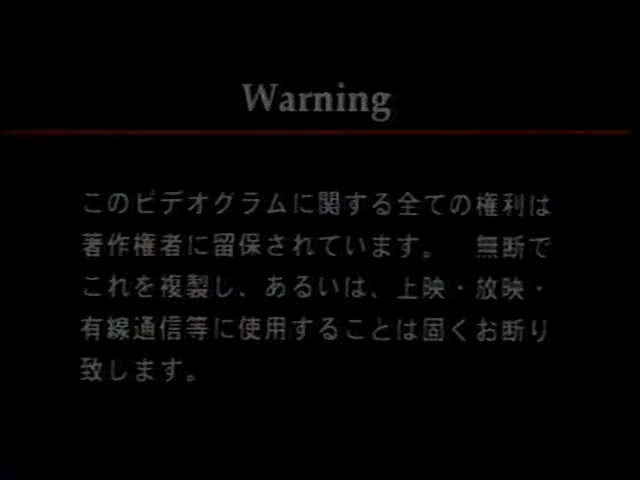 Warning
このビデオグラムに関する全ての権利は
著作権者に留保されています。　無断で
これを複製し、あるいは、上映・放映・
有線通信等に使用することは固くお断り
致します。